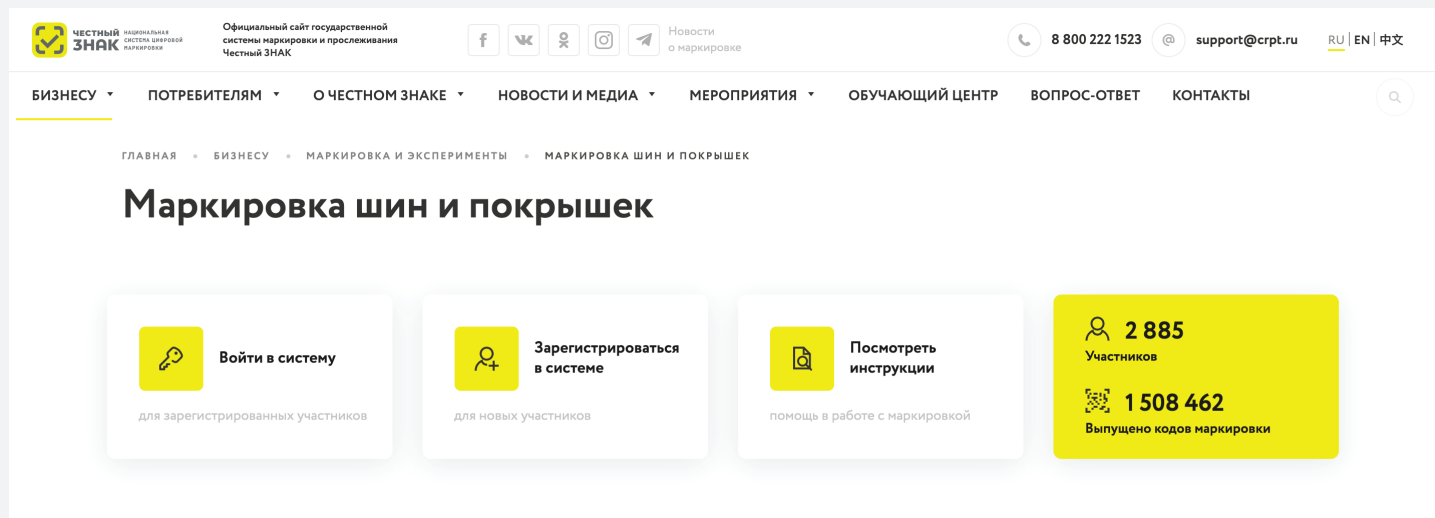 ЧЕСТНЫЙ
ЗНАК
НАЦИОНАЛЬНАЯ
СИСТЕМА ЦИФРОВОЙ
МАРКИРОВКИ
Официальный сайт государственной
системы маркировки и прослеживания
Честный ЗНАК
Новости
о маркировке
8 800 222 1523
@
support@crpt.ru
RU | EN | 中文
БИЗНЕСУ ПОТРЕБИТЕЛЯМ О ЧЕСТНОМ ЗНАКЕ НОВОСТИ И МЕДИА МЕРОПРИЯТИЯ ОБУЧАЮЩИЙ ЦЕНТР ВОПРОС-ОТВЕТ КОНТАКТЫ
ГЛАВНАЯ • БИЗНЕСУ • МАРКИРОВКА И ЭКСПЕРИМЕНТЫ • МАРКИРОВКА ШИН И ПОКРЫШЕК
Маркировка шин и покрышек
Войти в систему
для зарегистрированных участников
Зарегистрироваться
в системе
для новых участников
Посмотреть
инструкции
помощь в работе с маркировкой
2 885
Участников
1 508 462
Выпущено кодов маркировки